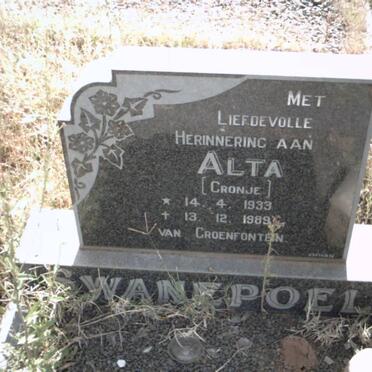 MET
LIEFDEVOLLE
HERINNERING AAN
ALTA
[CRONJE]
★ 14. 4. 1933
✝ 13. 12. 1989
VAN GROENFONTEIN
SWANEPOEL